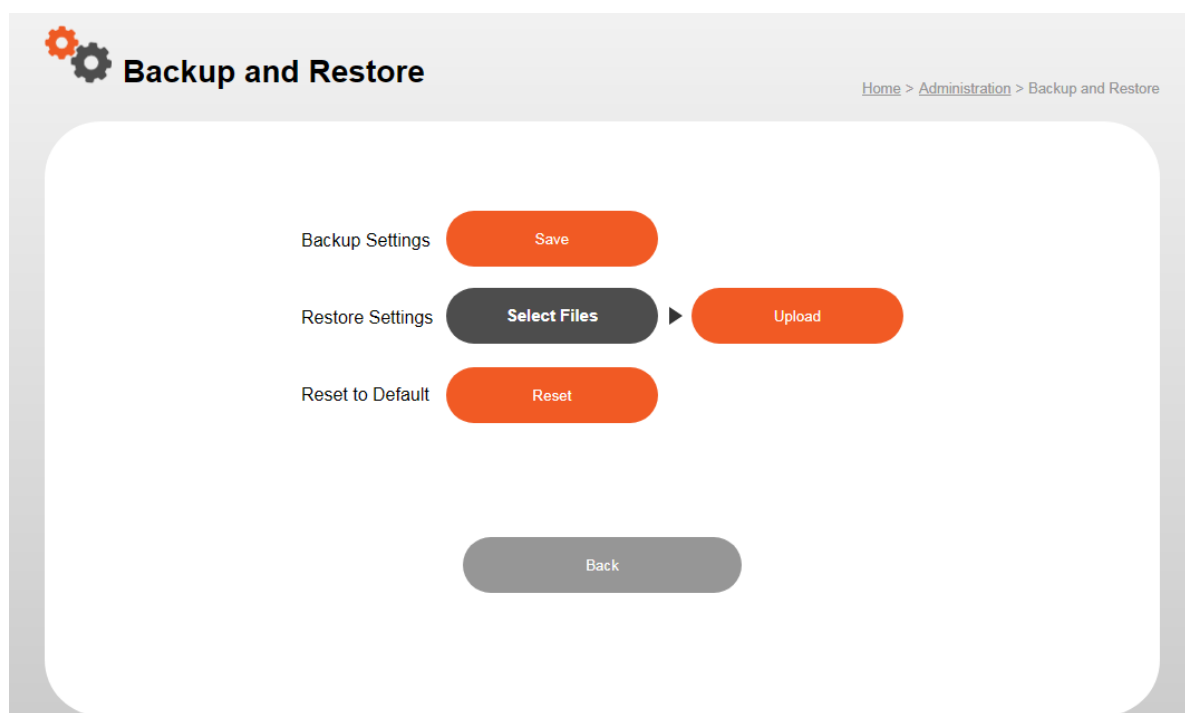 Backup and Restore
Home > Administration > Backup and Restore
Backup Settings Save
Restore Settings Select Files Upload
Reset to Default Reset
Back